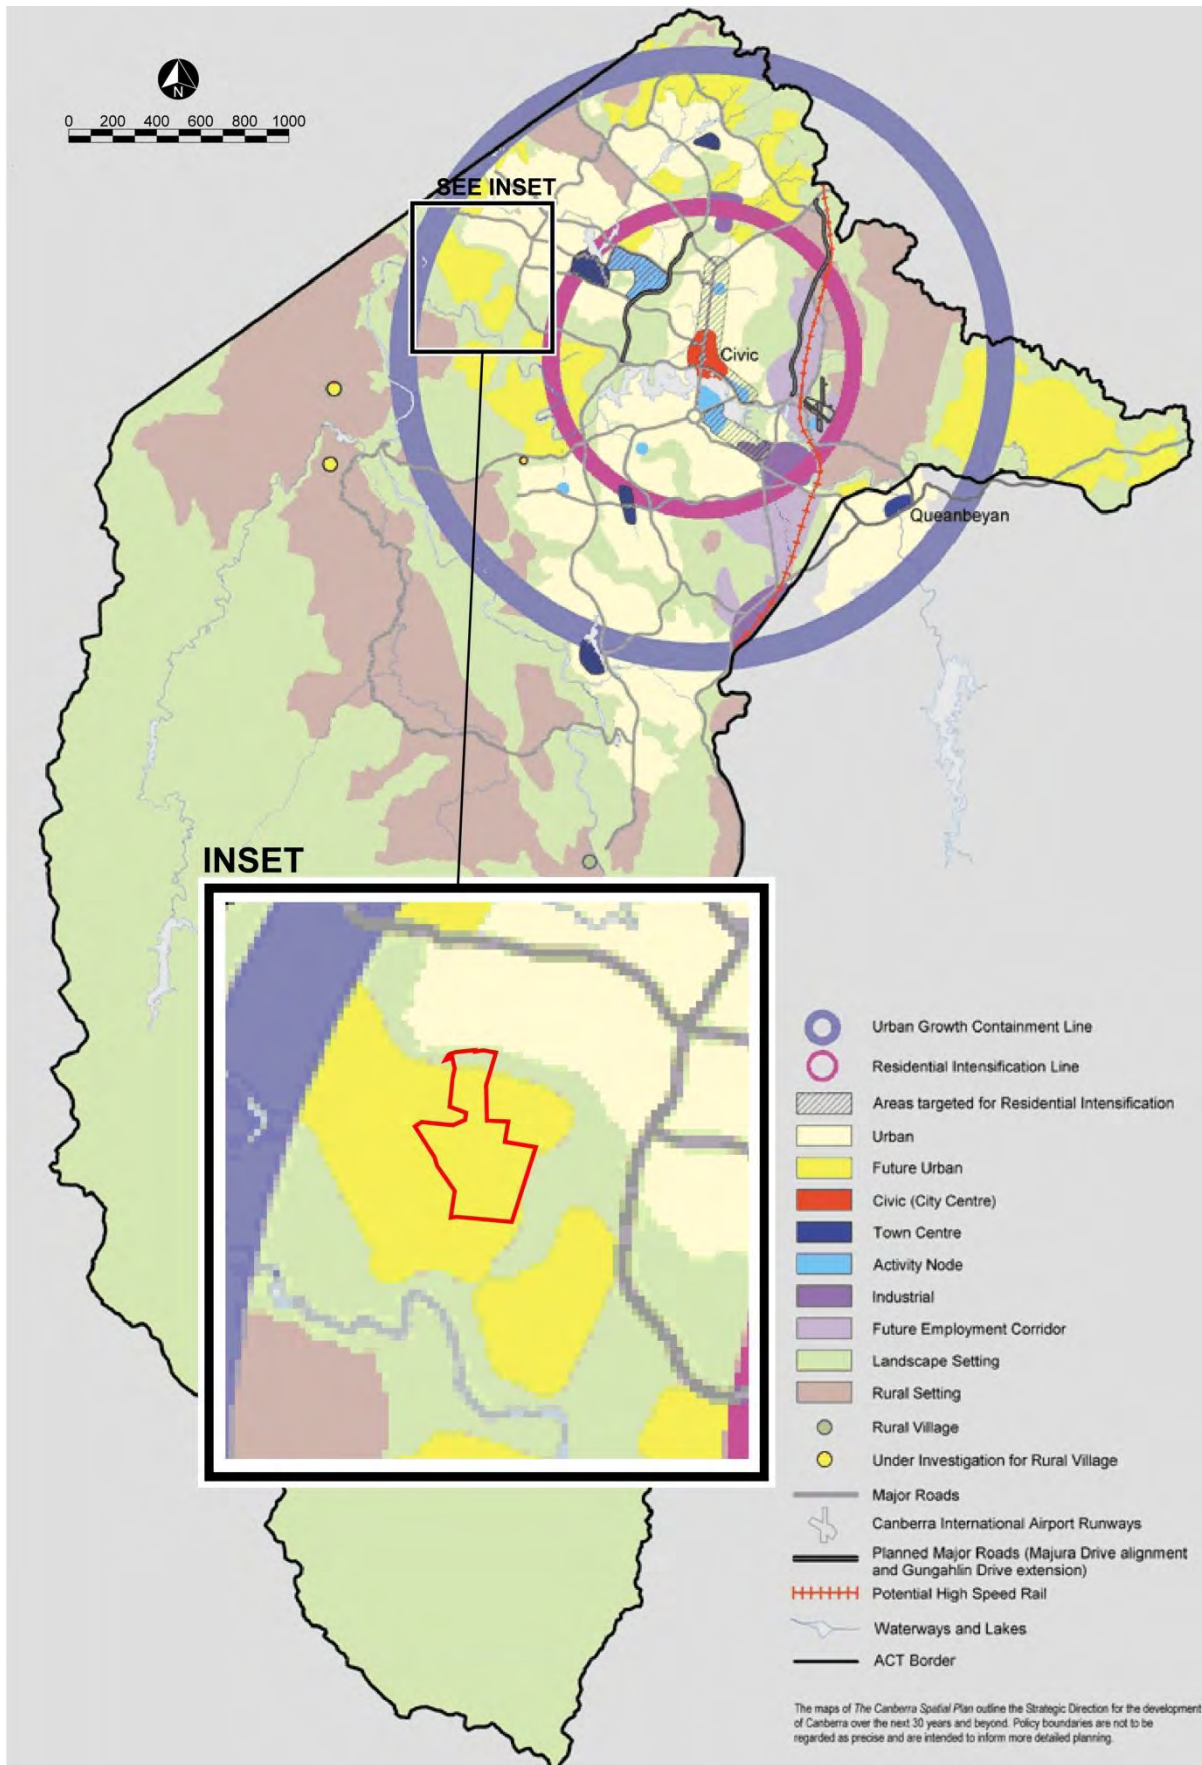 N
0 200 400 600 800 1000
SEE INSET
Civic
Queanbeyan
INSET
Urban Growth Containment Line
Residential Intensification Line
Areas targeted for Residential Intensification
Urban
Future Urban
Civic (City Centre)
Town Centre
Activity Node
Industrial
Future Employment Corridor
Landscape Setting
Rural Setting
Rural Village
Under Investigation for Rural Village
Major Roads
Canberra International Airport Runways
Planned Major Roads (Majura Drive alignment
and Gungahlin Drive extension)
Potential High Speed Rail
Waterways and Lakes
ACT Border
The maps of The Canberra Spatial Plan outline the Strategic Direction for the development
of Canberra over the next 30 years and beyond. Policy boundaries are not to be
regarded as precise and are intended to inform more detailed planning.